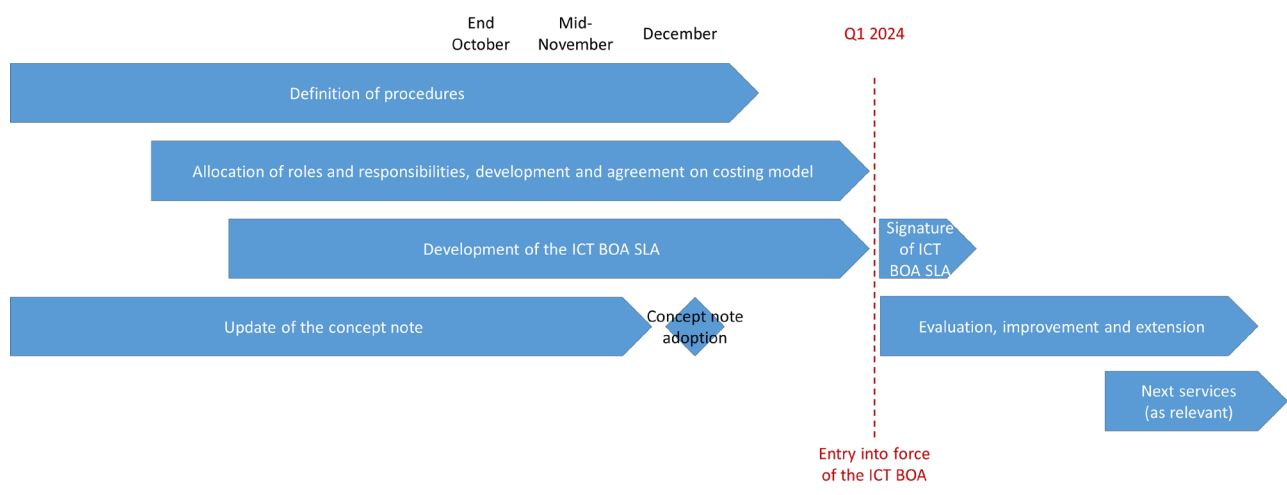 End
October
Mid-
November
December
Q1 2024
Definition of procedures
Allocation of roles and responsibilities, development and agreement on costing model
Development of the ICT BOA SLA
Signature
of ICT
BOA SLA
Update of the concept note
Concept note
adoption
Evaluation, improvement and extension
Next services
(as relevant)
Entry into force
of the ICT BOA